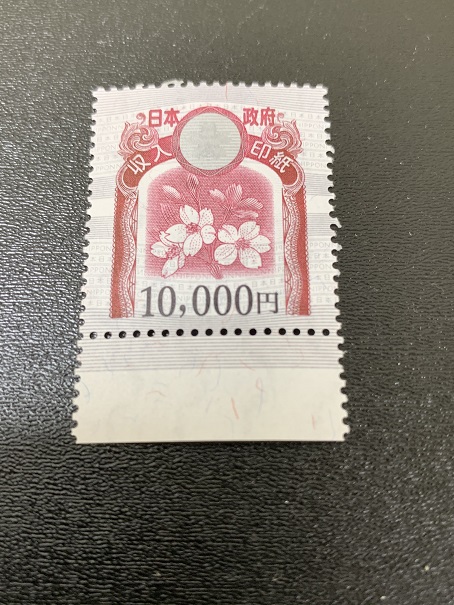 日本 政府
収入印紙
10,000円